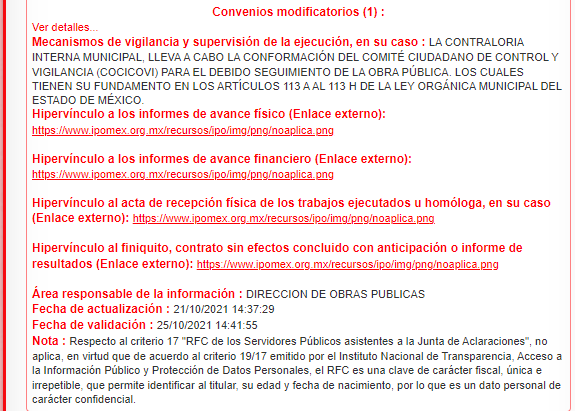 Convenios modificatorios (1) :
Ver detalles...
Mecanismos de vigilancia y supervisión de la ejecución, en su caso : LA CONTRALORIA
INTERNA MUNICIPAL, LLEVA A CABO LA CONFORMACIÓN DEL COMITÉ CIUDADANO DE CONTROL Y
VIGILANCIA (COCICOVI) PARA EL DEBIDO SEGUIMIENTO DE LA OBRA PÚBLICA. LOS CUALES
TIENEN SU FUNDAMENTO EN LOS ARTÍCULOS 113 A AL 113 H DE LA LEY ORGÁNICA MUNICIPAL DEL
ESTADO DE MÉXICO.
Hipervínculo a los informes de avance físico (Enlace externo):
https://www.ipomex.org.mx/recursos/ipo/img/png/noaplica.png
Hipervínculo a los informes de avance financiero (Enlace externo):
https://www.ipomex.org.mx/recursos/ipo/img/png/noaplica.png
Hipervínculo al acta de recepción física de los trabajos ejecutados u homóloga, en su caso
(Enlace externo): https://www.ipomex.org.mx/recursos/ipo/img/png/noaplica.png
Hipervínculo al finiquito, contrato sin efectos concluido con anticipación o informe de
resultados (Enlace externo): https://www.ipomex.org.mx/recursos/ipo/img/png/noaplica.png
Área responsable de la información : DIRECCION DE OBRAS PUBLICAS
Fecha de actualización : 21/10/2021 14:37:29
Fecha de validación : 25/10/2021 14:41:55
Nota : Respecto al criterio 17 "RFC de los Servidores Públicos asistentes a la Junta de Aclaraciones", no
aplica, en virtud que de acuerdo al criterio 19/17 emitido por el Instituto Nacional de Transparencia, Acceso a
la Información Público y Protección de Datos Personales, el RFC es una clave de carácter fiscal, única e
irrepetible, que permite identificar al titular, su edad y fecha de nacimiento, por lo que es un dato personal de
carácter confidencial.